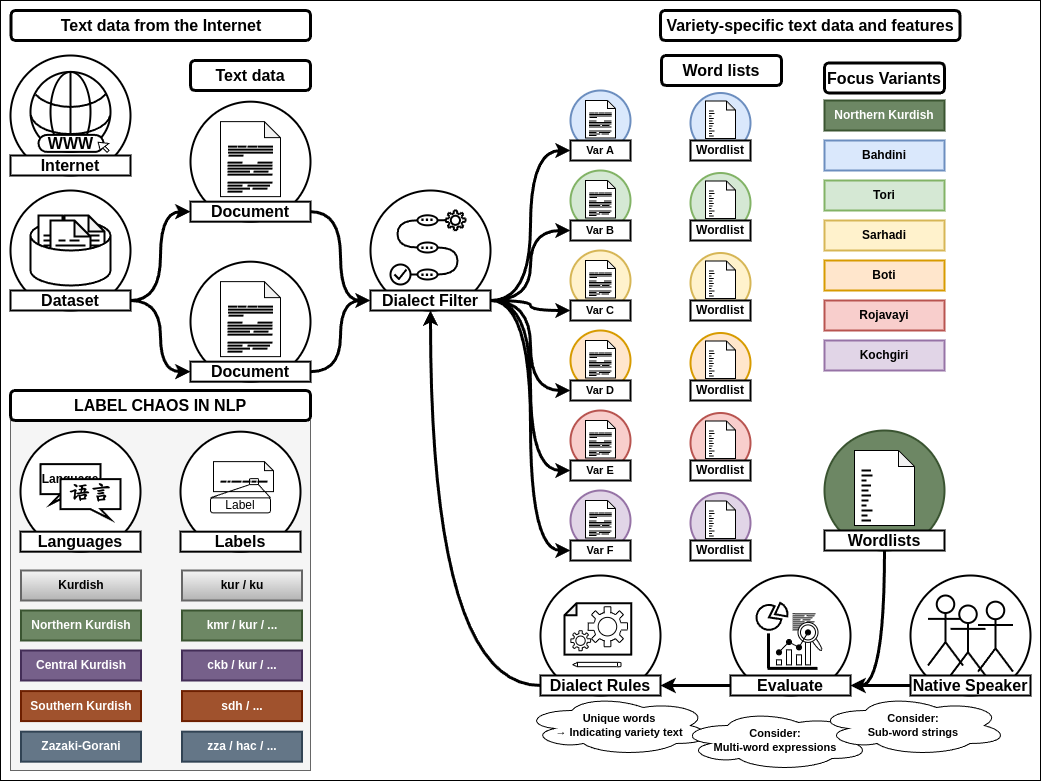 Text data from the Internet
Variety-specific text data and features
WWW
Internet
Text data
Document
Dataset
Document
Dialect Filter
Word lists
Focus Variants
Var A
Wordlist
Var B
Wordlist
Var C
Wordlist
Var D
Wordlist
Var E
Wordlist
Var F
Wordlist
Northern Kurdish
Bahdini
Tori
Sarhadi
Boti
Rojavayi
Kochgiri
Wordlists
LABEL CHAOS IN NLP
语言
Languages
Label
Labels
Kurdish
kur / ku
Northern Kurdish
kmr / kur / ...
Central Kurdish
ckb / kur / ...
Southern Kurdish
sdh / ...
Zazaki-Gorani
zza / hac / ...
Dialect Rules
Evaluate
Native Speaker
Unique words
→ Indicating variety text
Consider:
Multi-word expressions
Consider:
Sub-word strings